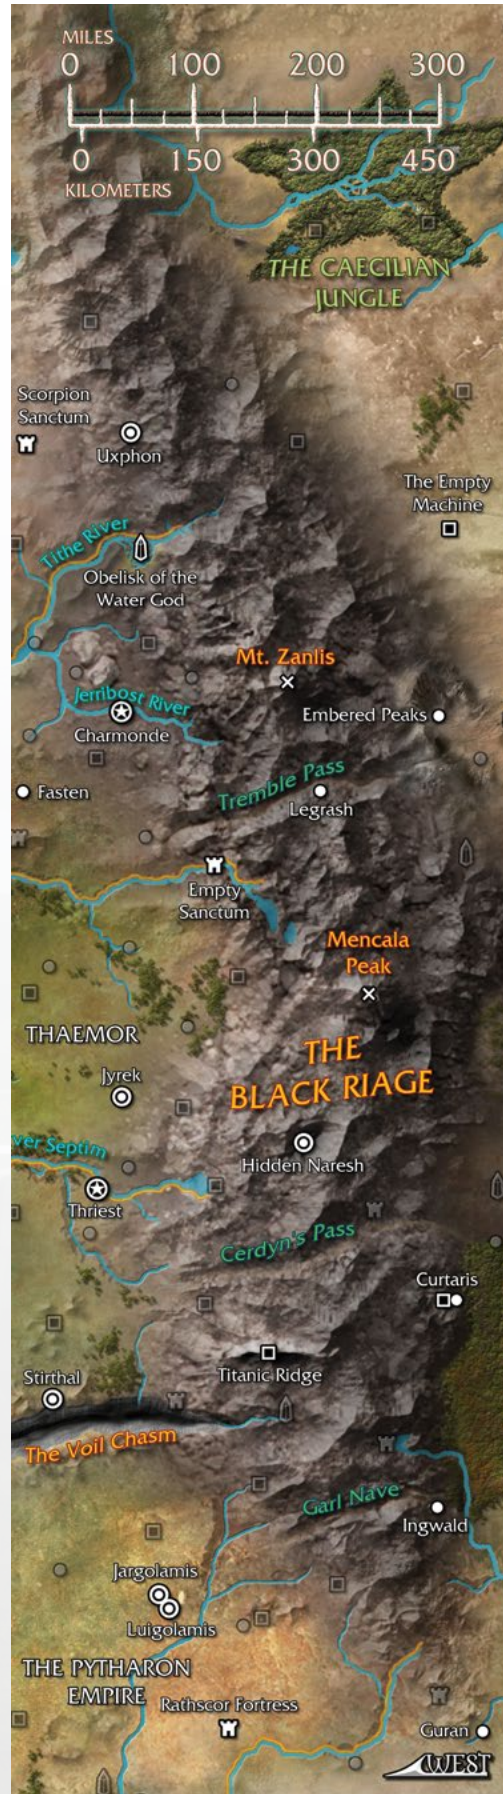 MILES
0 100 200 300
0 150 300 450
KILOMETERS
THE CAECILIAN
JUNGLE
Scorpion
Sanctum
Uxphon
The Empty
Machine
Tithe River
Obelisk of the
Water God
Mt. Zanlis
Jerribost River
Embered Peaks
Charmonde
Tremble Pass
Fasten
Legrash
Empty
Sanctum
Mencala
Peak
THAEMOR
THE
BLACK RIAGE
Jyrek
ver Septim
Hidden Naresh
Thriest
Cerdyn's Pass
Curtaris
Titanic Ridge
Stirthal
The Voil Chasm
Garl Nave
Ingwald
Jargolamis
Luigolamis
THE PYTHARON
EMPIRE
Rathscor Fortress
Guran
WEST